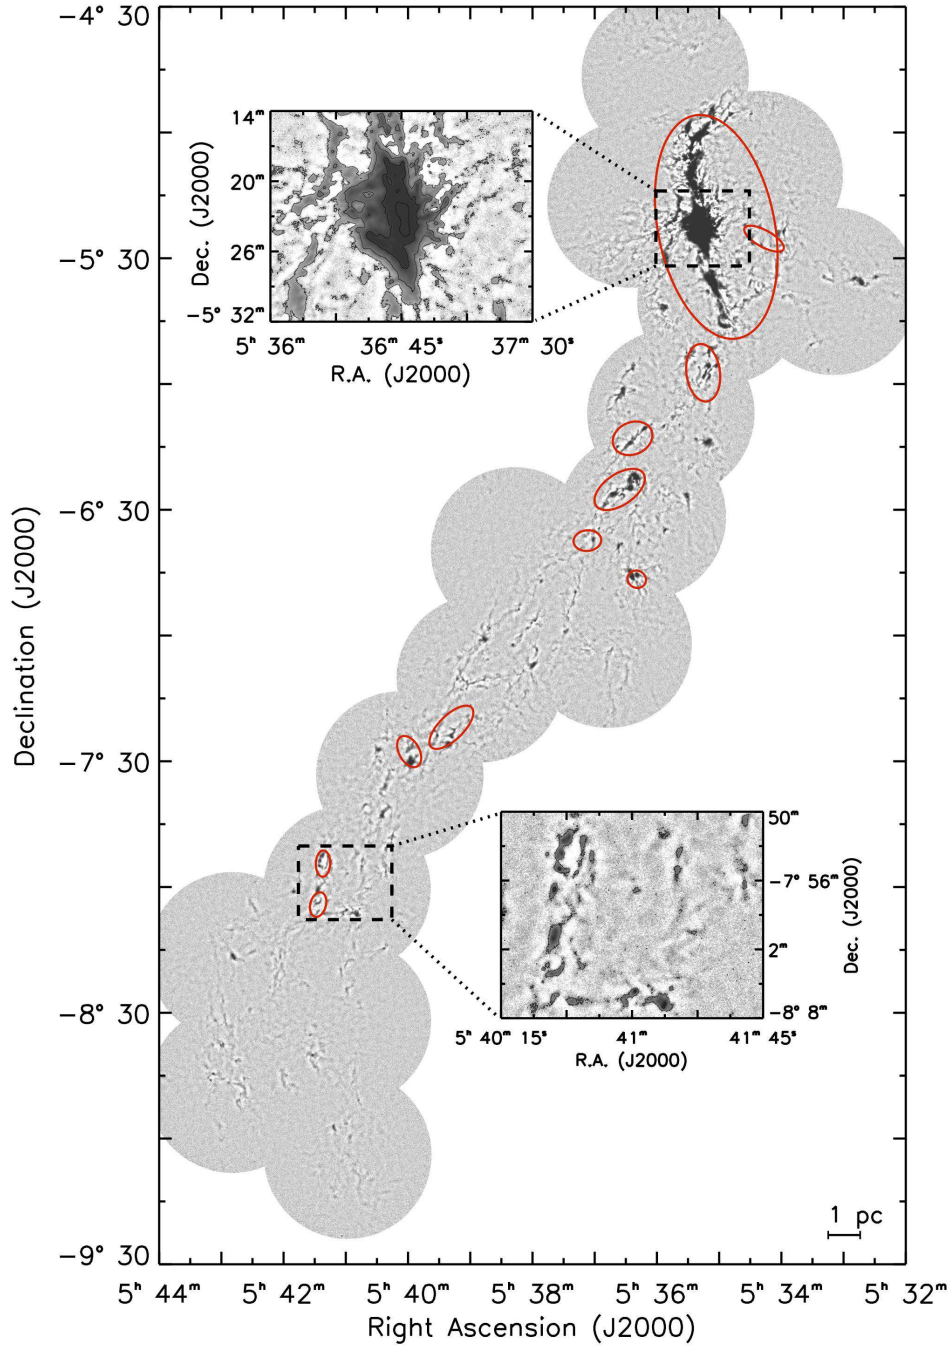 −4° 30
−5° 30
−6° 30
−7° 30
−8° 30
−9° 30
Declination (J2000)
5ʰ 44ᵐ 5ʰ 42ᵐ 5ʰ 40ᵐ 5ʰ 38ᵐ 5ʰ 36ᵐ 5ʰ 34ᵐ 5ʰ 32ᵐ
Right Ascension (J2000)
14ᵐ
20ᵐ
26ᵐ
−5° 32ᵐ
Dec. (J2000)
5ʰ 36ᵐ 36ᵐ 45ˢ 37ᵐ 30ˢ
R.A. (J2000)
50ᵐ
−7° 56ᵐ
2ᵐ
−8° 8ᵐ
Dec. (J2000)
5ʰ 40ᵐ 15ˢ 41ᵐ 41ᵐ 45ˢ
R.A. (J2000)
1 pc